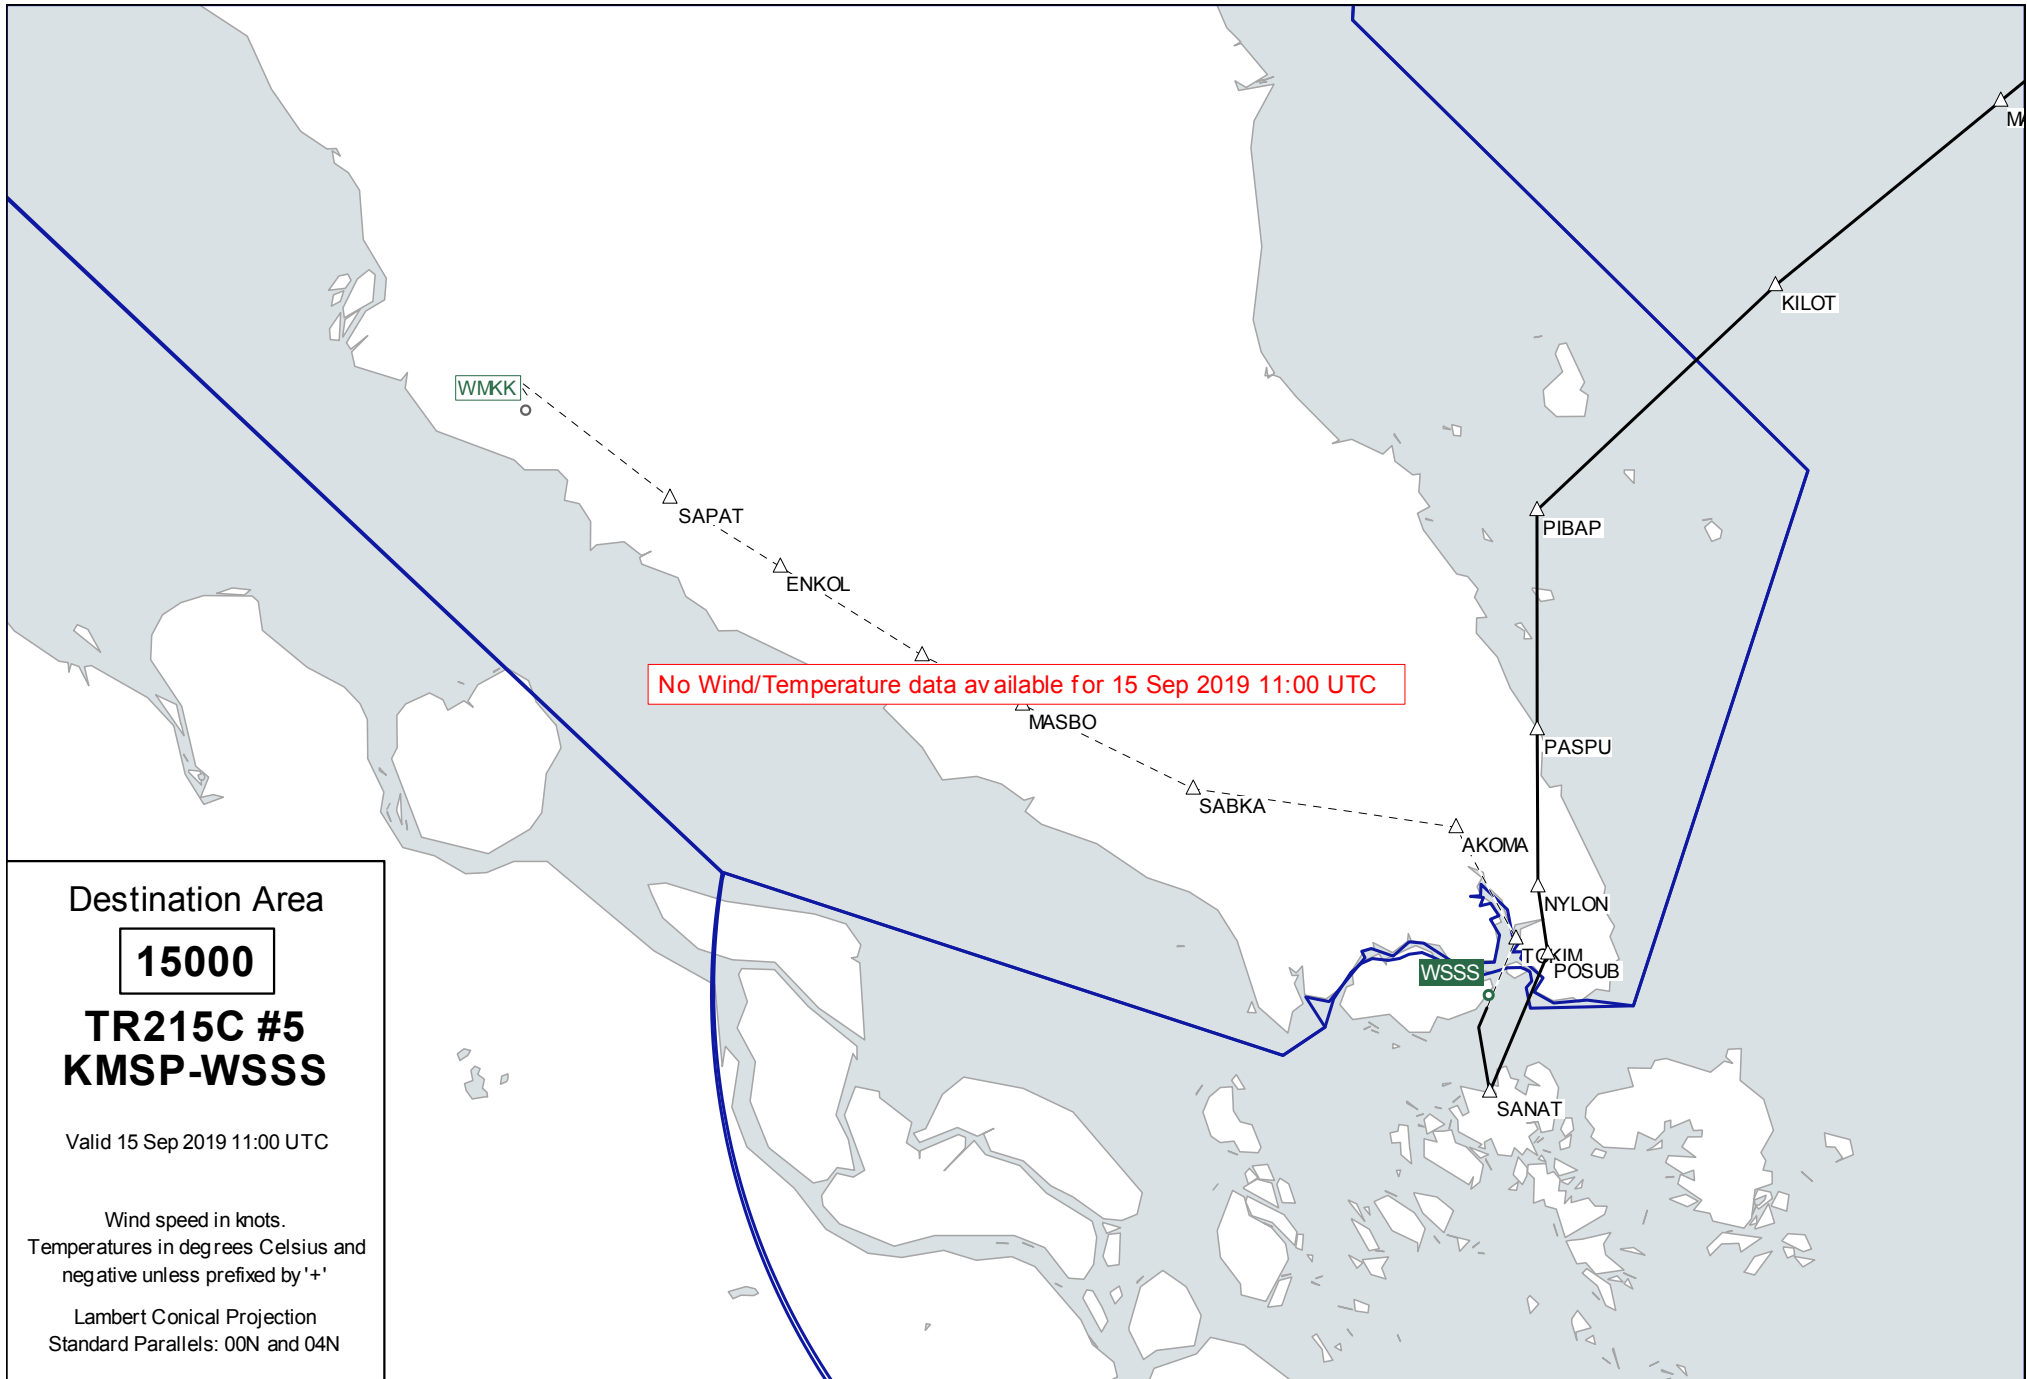 KILOT
WMKK
SAPAT
PIBAP
ENKOL
No Wind/Temperature data available for 15 Sep 2019 11:00 UTC
MASBO
PASPU
SABKA
AKOMA
NYLON
POSUB
WSSS
SANAT
Destination Area
15000
TR215C #5
KMSP-WSSS
Valid 15 Sep 2019 11:00 UTC
Wind speed in knots.
Temperatures in degrees Celsius and
negative unless prefixed by '+'
Lambert Conical Projection
Standard Parallels: 00N and 04N